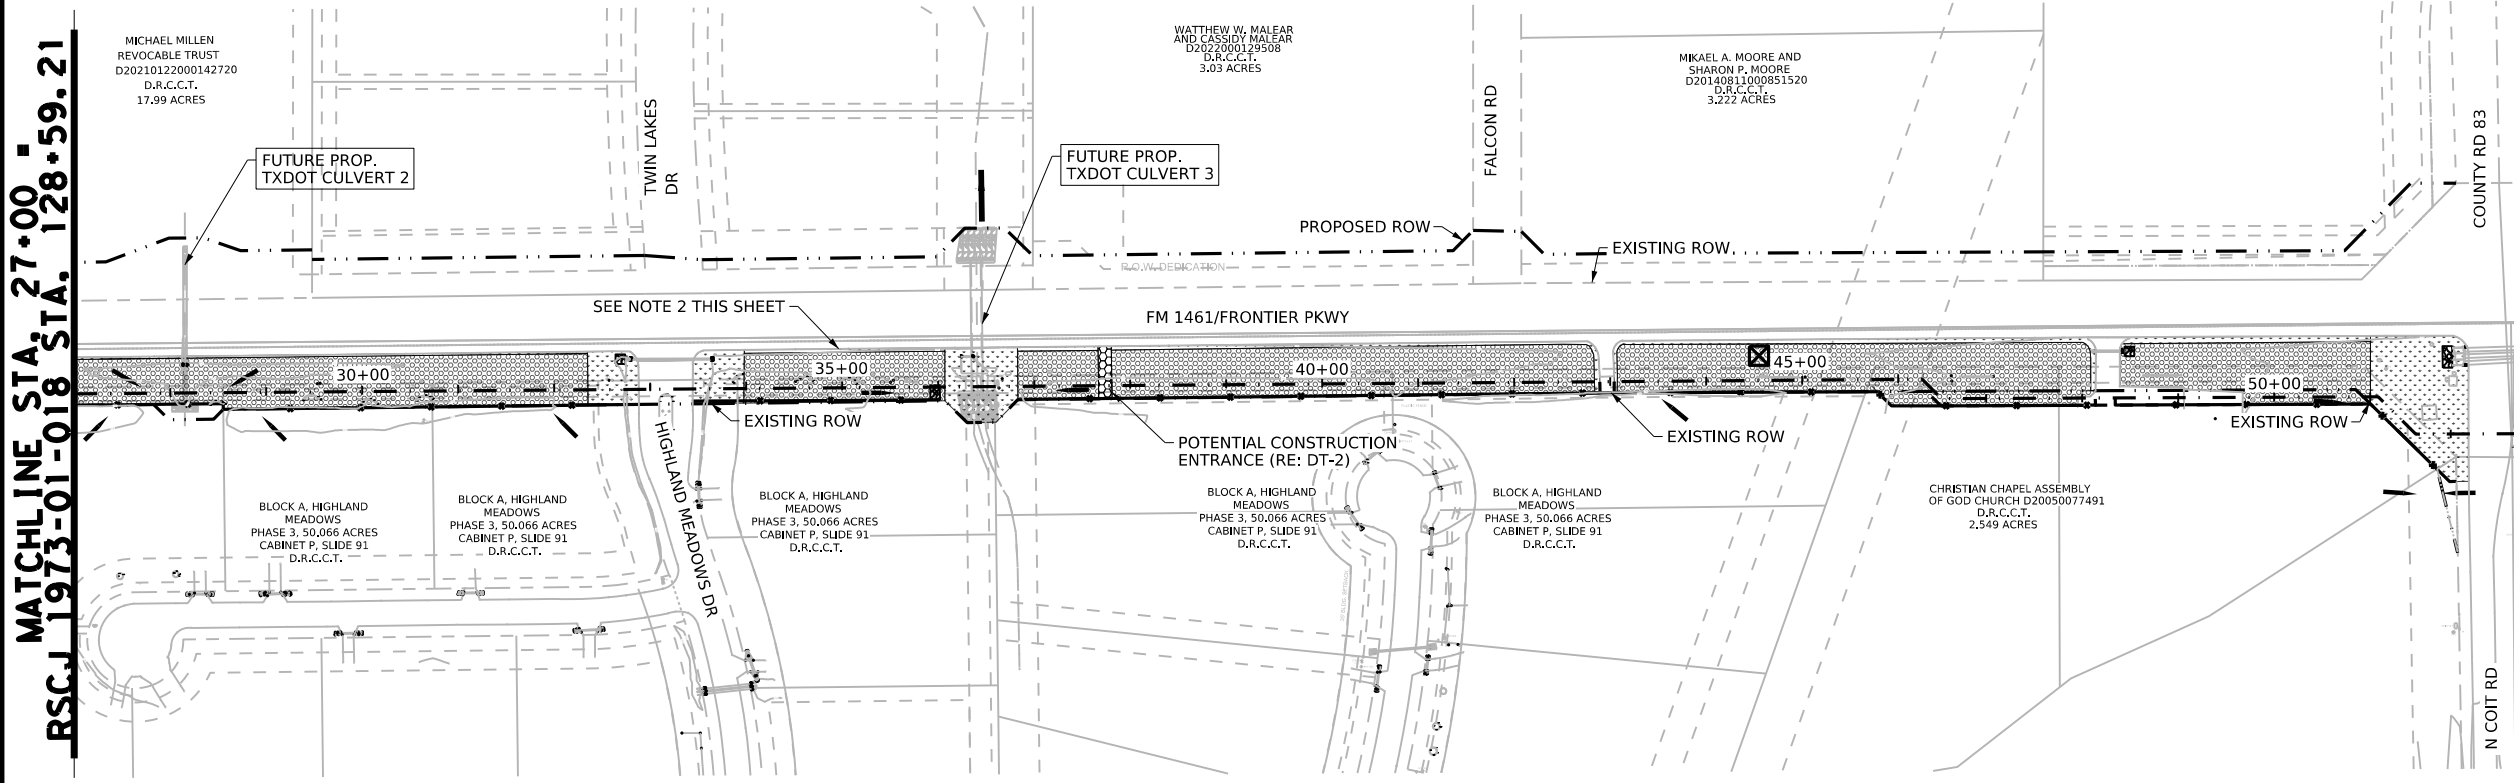 MATCHLINE STA. 27+00 =
RSCJ 1973-01-018 STA. 128+59.21
MICHAEL MILLEN
REVOCABLE TRUST
D20210122000142720
D.R.C.C.T.
17.99 ACRES
FUTURE PROP.
TXDOT CULVERT 2
TWIN LAKES
DR
WATTHEW W. MALEAR
AND CASSIDY MALEAR
D2022000129508
D.R.C.C.T.
3.03 ACRES
FUTURE PROP.
TXDOT CULVERT 3
FALCON RD
MIKAEL A. MOORE AND
SHARON P. MOORE
D20140811000851520
D.R.C.C.T.
3.222 ACRES
COUNTY RD 83
PROPOSED ROW
EXISTING ROW
R.O.W. DEDICATION
SEE NOTE 2 THIS SHEET
FM 1461/FRONTIER PKWY
30+00
35+00
40+00
45+00
50+00
EXISTING ROW
POTENTIAL CONSTRUCTION
ENTRANCE (RE: DT-2)
EXISTING ROW
EXISTING ROW
HIGHLAND MEADOWS DR
BLOCK A, HIGHLAND
MEADOWS
PHASE 3, 50.066 ACRES
CABINET P, SLIDE 91
D.R.C.C.T.
BLOCK A, HIGHLAND
MEADOWS
PHASE 3, 50.066 ACRES
CABINET P, SLIDE 91
D.R.C.C.T.
BLOCK A, HIGHLAND
MEADOWS
PHASE 3, 50.066 ACRES
CABINET P, SLIDE 91
D.R.C.C.T.
BLOCK A, HIGHLAND
MEADOWS
PHASE 3, 50.066 ACRES
CABINET P, SLIDE 91
D.R.C.C.T.
BLOCK A, HIGHLAND
MEADOWS
PHASE 3, 50.066 ACRES
CABINET P, SLIDE 91
D.R.C.C.T.
CHRISTIAN CHAPEL ASSEMBLY
OF GOD CHURCH D20050077491
D.R.C.C.T.
2.549 ACRES
N COIT RD